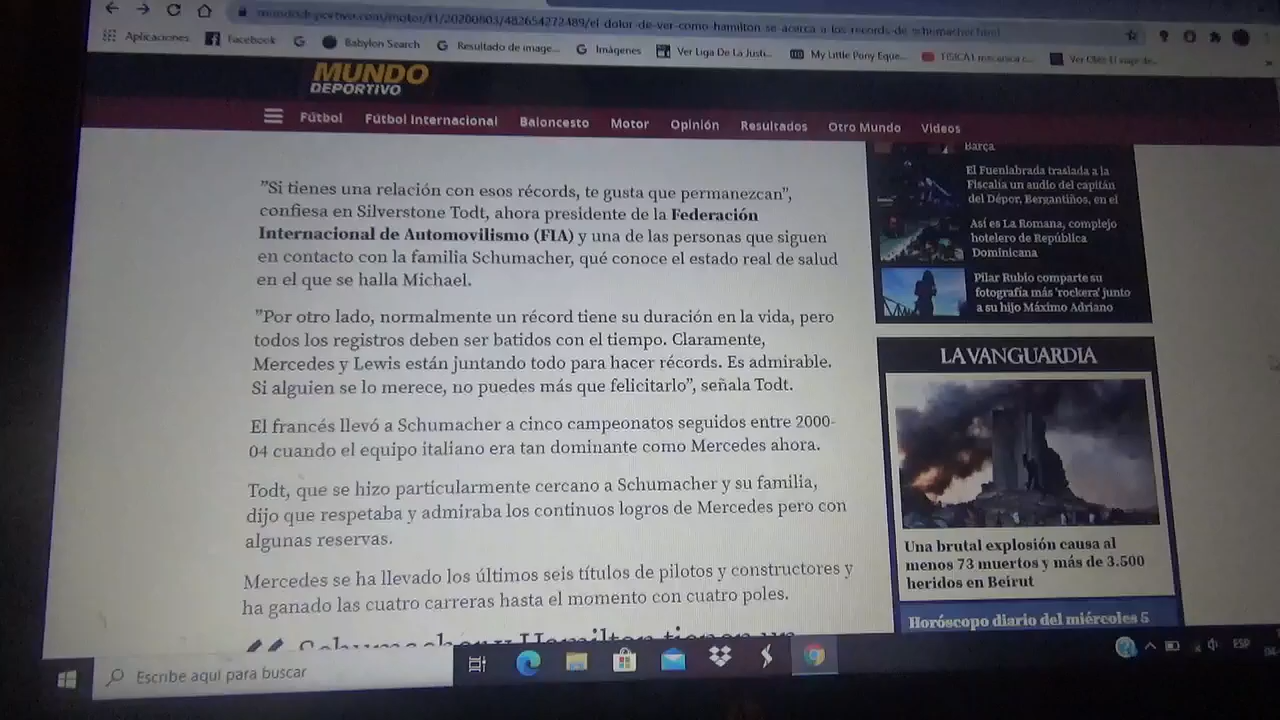 mundodeportivo.com/motor/f1/20200803/482654272489/el-dolor-de-ver-como-hamilton-se-acerca-a-los-records-de-schumacher.html
Aplicaciones
Facebook
Babylon Search
Resultado de image...
Imágenes
Ver Liga De La Justi...
My Little Pony Eque...
MUNDO
DEPORTIVO
Fútbol
Fútbol Internacional
Baloncesto
Motor
Opinión
Resultados
Otro Mundo
Videos
"Si tienes una relación con esos récords, te gusta que permanezcan",
confiesa en Silverstone Todt, ahora presidente de la Federación
Internacional de Automovilismo (FIA) y una de las personas que siguen
en contacto con la familia Schumacher, qué conoce el estado real de salud
en el que se halla Michael.
"Por otro lado, normalmente un récord tiene su duración en la vida, pero
todos los registros deben ser batidos con el tiempo. Claramente,
Mercedes y Lewis están juntando todo para hacer récords. Es admirable.
Si alguien se lo merece, no puedes más que felicitarlo", señala Todt.
El francés llevó a Schumacher a cinco campeonatos seguidos entre 2000-
04 cuando el equipo italiano era tan dominante como Mercedes ahora.
Todt, que se hizo particularmente cercano a Schumacher y su familia,
dijo que respetaba y admiraba los continuos logros de Mercedes pero con
algunas reservas.
Mercedes se ha llevado los últimos seis títulos de pilotos y constructores y
ha ganado las cuatro carreras hasta el momento con cuatro poles.
Schumacher y Hamilton tienen un
Barça
El Fuenlabrada traslada a la
Fiscalía un audio del capitán
del Dépor, Bergantiños, en el
Así es La Romana, complejo
hotelero de República
Dominicana
Pilar Rubio comparte su
fotografía más 'rockera' junto
a su hijo Máximo Adriano
LA VANGUARDIA
Una brutal explosión causa al
menos 73 muertos y más de 3.500
heridos en Beirut
Horóscopo diario del miércoles 5
Escribe aquí para buscar
ESP